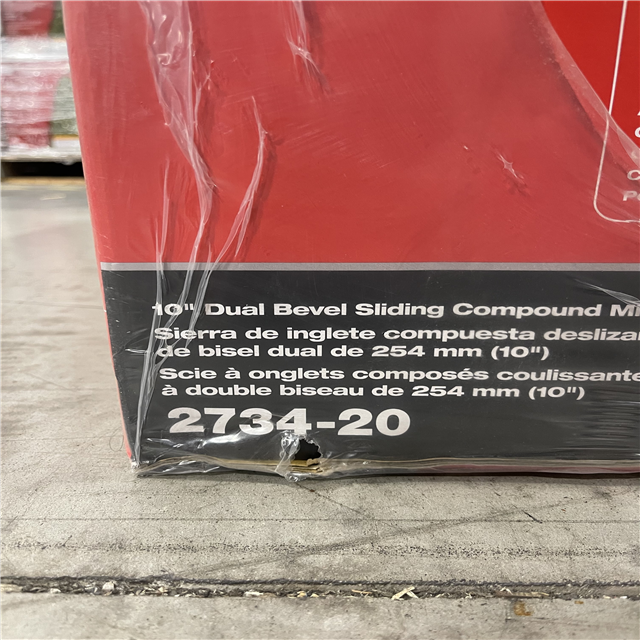 10" Dual Bevel Sliding Compound
Sierra de inglete compuesta
de bisel dual de 254 mm (10")
Scie à onglets composés coulissante
à double biseau de 254 mm (10")
2734-20